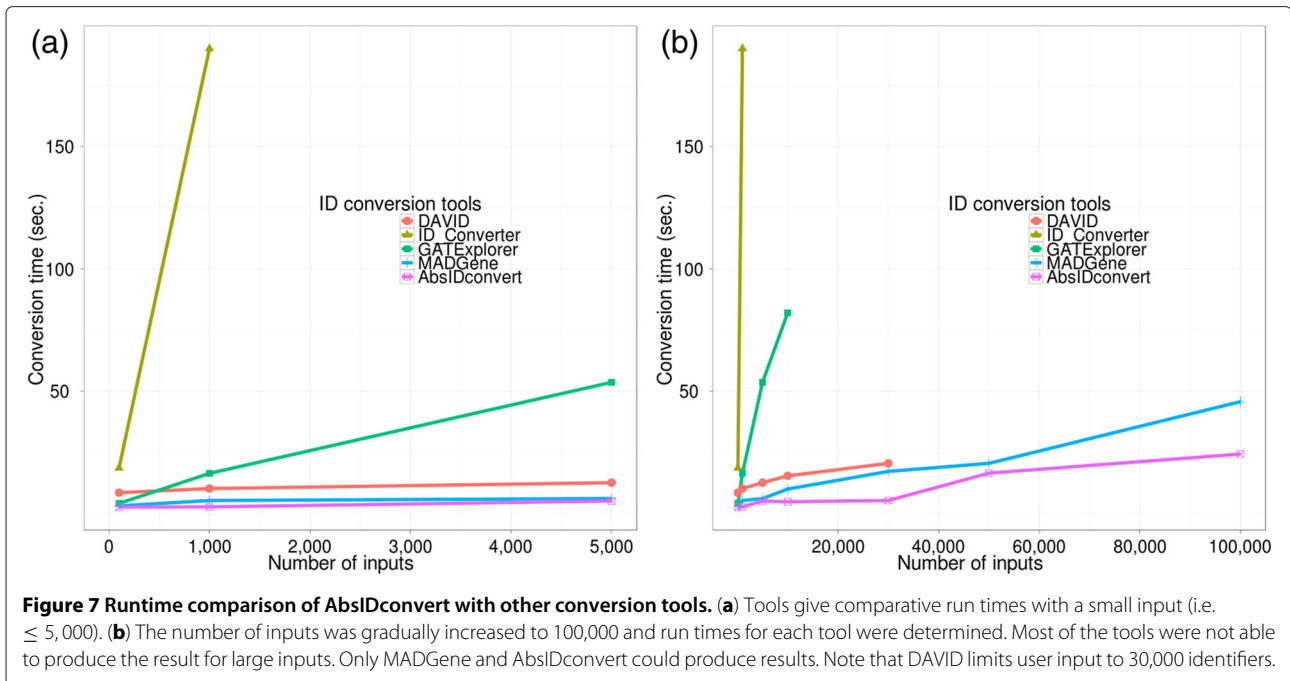 (a)
Conversion time (sec.)
150
100
50
0
1,000
2,000
3,000
4,000
5,000
Number of inputs
ID conversion tools
DAVID
ID_Converter
GATExplorer
MADGene
AbsIDconvert
(b)
Conversion time (sec.)
150
100
50
20,000
40,000
60,000
80,000
100,000
Number of inputs
ID conversion tools
DAVID
ID_Converter
GATExplorer
MADGene
AbsIDconvert
Figure 7 Runtime comparison of AbsIDconvert with other conversion tools. (a) Tools give comparative run times with a small input (i.e.
≤ 5, 000). (b) The number of inputs was gradually increased to 100,000 and run times for each tool were determined. Most of the tools were not able
to produce the result for large inputs. Only MADGene and AbsIDconvert could produce results. Note that DAVID limits user input to 30,000 identifiers.